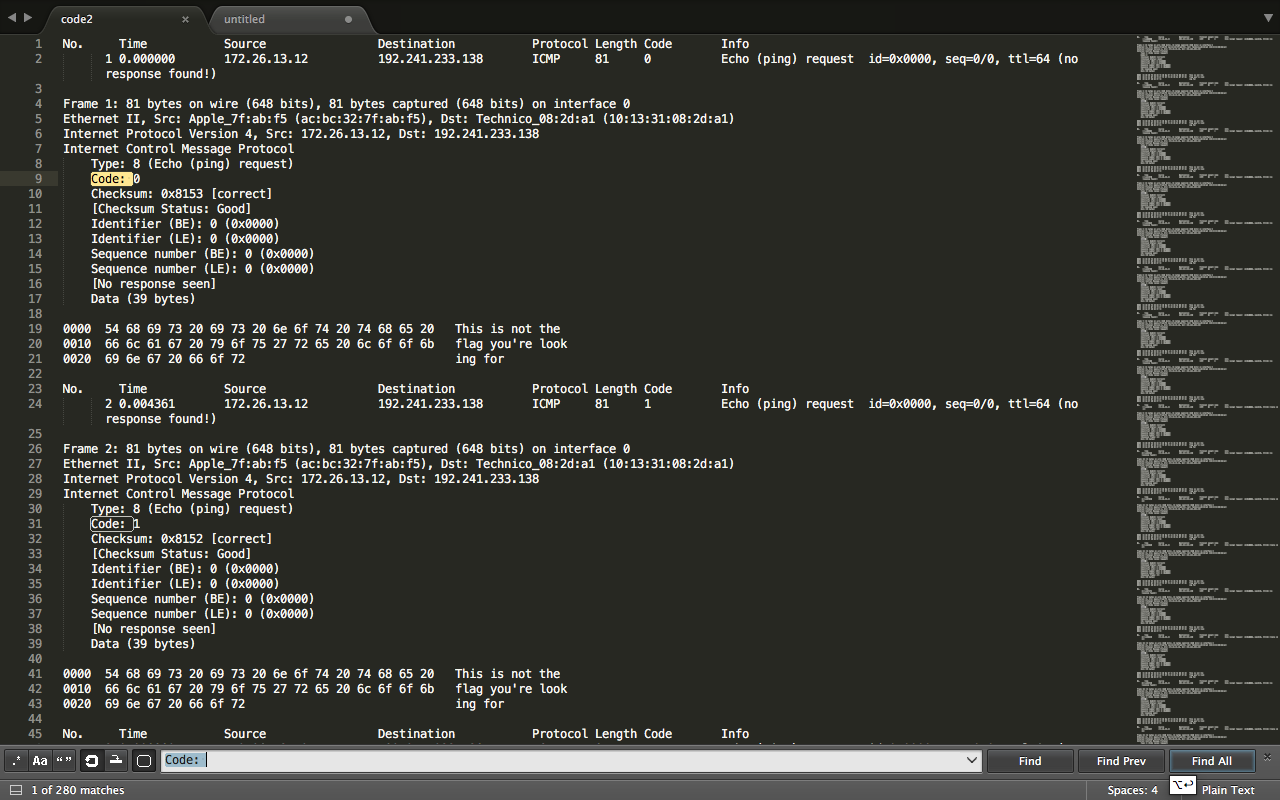 code2 × untitled
1 No. Time Source Destination Protocol Length Code Info
2 1 0.000000 172.26.13.12 192.241.233.138 ICMP 81 0 Echo (ping) request id=0x0000, seq=0/0, ttl=64 (no
response found!)
3
4 Frame 1: 81 bytes on wire (648 bits), 81 bytes captured (648 bits) on interface 0
5 Ethernet II, Src: Apple_7f:ab:f5 (ac:bc:32:7f:ab:f5), Dst: Technico_08:2d:a1 (10:13:31:08:2d:a1)
6 Internet Protocol Version 4, Src: 172.26.13.12, Dst: 192.241.233.138
7 Internet Control Message Protocol
8 Type: 8 (Echo (ping) request)
9 Code: 0
10 Checksum: 0x8153 [correct]
11 [Checksum Status: Good]
12 Identifier (BE): 0 (0x0000)
13 Identifier (LE): 0 (0x0000)
14 Sequence number (BE): 0 (0x0000)
15 Sequence number (LE): 0 (0x0000)
16 [No response seen]
17 Data (39 bytes)
18
19 0000 54 68 69 73 20 69 73 20 6e 6f 74 20 74 68 65 20 This is not the
20 0010 66 6c 61 67 20 79 6f 75 27 72 65 20 6c 6f 6f 6b flag you're look
21 0020 69 6e 67 20 66 6f 72 ing for
22
23 No. Time Source Destination Protocol Length Code Info
24 2 0.004361 172.26.13.12 192.241.233.138 ICMP 81 1 Echo (ping) request id=0x0000, seq=0/0, ttl=64 (no
response found!)
25
26 Frame 2: 81 bytes on wire (648 bits), 81 bytes captured (648 bits) on interface 0
27 Ethernet II, Src: Apple_7f:ab:f5 (ac:bc:32:7f:ab:f5), Dst: Technico_08:2d:a1 (10:13:31:08:2d:a1)
28 Internet Protocol Version 4, Src: 172.26.13.12, Dst: 192.241.233.138
29 Internet Control Message Protocol
30 Type: 8 (Echo (ping) request)
31 Code: 1
32 Checksum: 0x8152 [correct]
33 [Checksum Status: Good]
34 Identifier (BE): 0 (0x0000)
35 Identifier (LE): 0 (0x0000)
36 Sequence number (BE): 0 (0x0000)
37 Sequence number (LE): 0 (0x0000)
38 [No response seen]
39 Data (39 bytes)
40
41 0000 54 68 69 73 20 69 73 20 6e 6f 74 20 74 68 65 20 This is not the
42 0010 66 6c 61 67 20 79 6f 75 27 72 65 20 6c 6f 6f 6b flag you're look
43 0020 69 6e 67 20 66 6f 72 ing for
44
45 No. Time Source Destination Protocol Length Code Info
.* Aa “” Code: Find Find Prev Find All ×
1 of 280 matches Spaces: 4 Plain Text